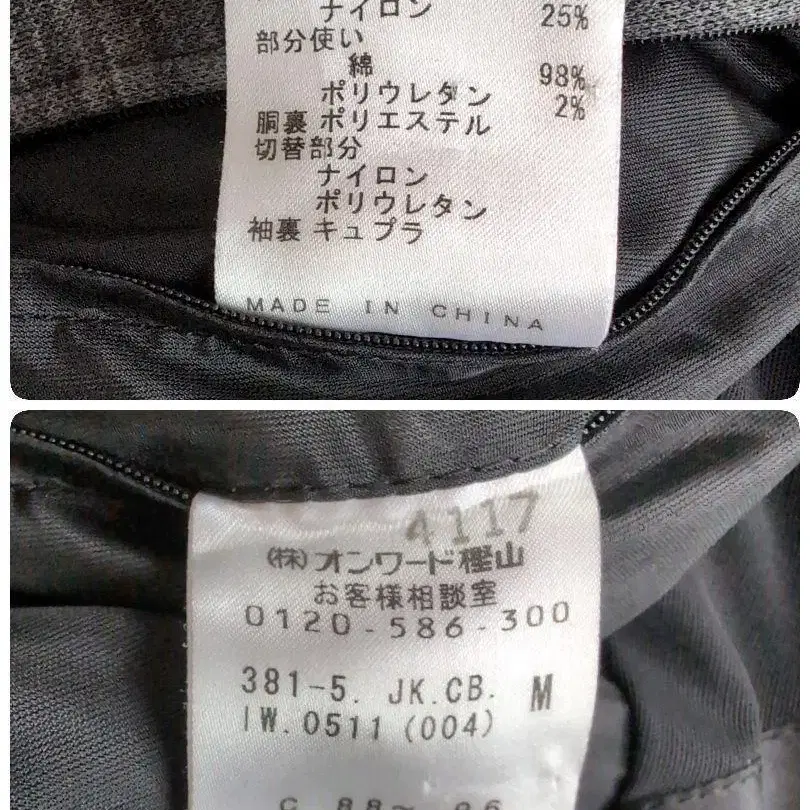 ナイロン 25%
部分使い
綿 98%
ポリウレタン 2%
胴裏 ポリエステル
切替部分
ナイロン
ポリウレタン
袖裏 キュプラ
MADE IN CHINA
4117
(株)オンワード樫山
お客様相談室
0120-586-300
381-5. JK.CB. M
IW.0511(004)
C 88~96